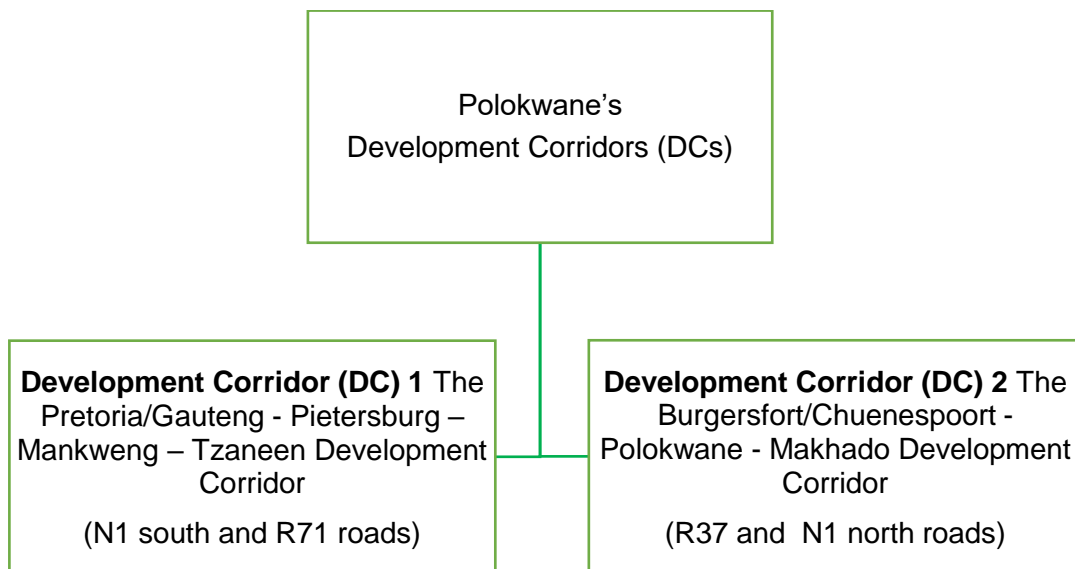 Polokwane’s
Development Corridors (DCs)
Development Corridor (DC) 1 The
Pretoria/Gauteng - Pietersburg –
Mankweng – Tzaneen Development
Corridor
(N1 south and R71 roads)
Development Corridor (DC) 2 The
Burgersfort/Chuenespoort -
Polokwane - Makhado Development
Corridor
(R37 and N1 north roads)